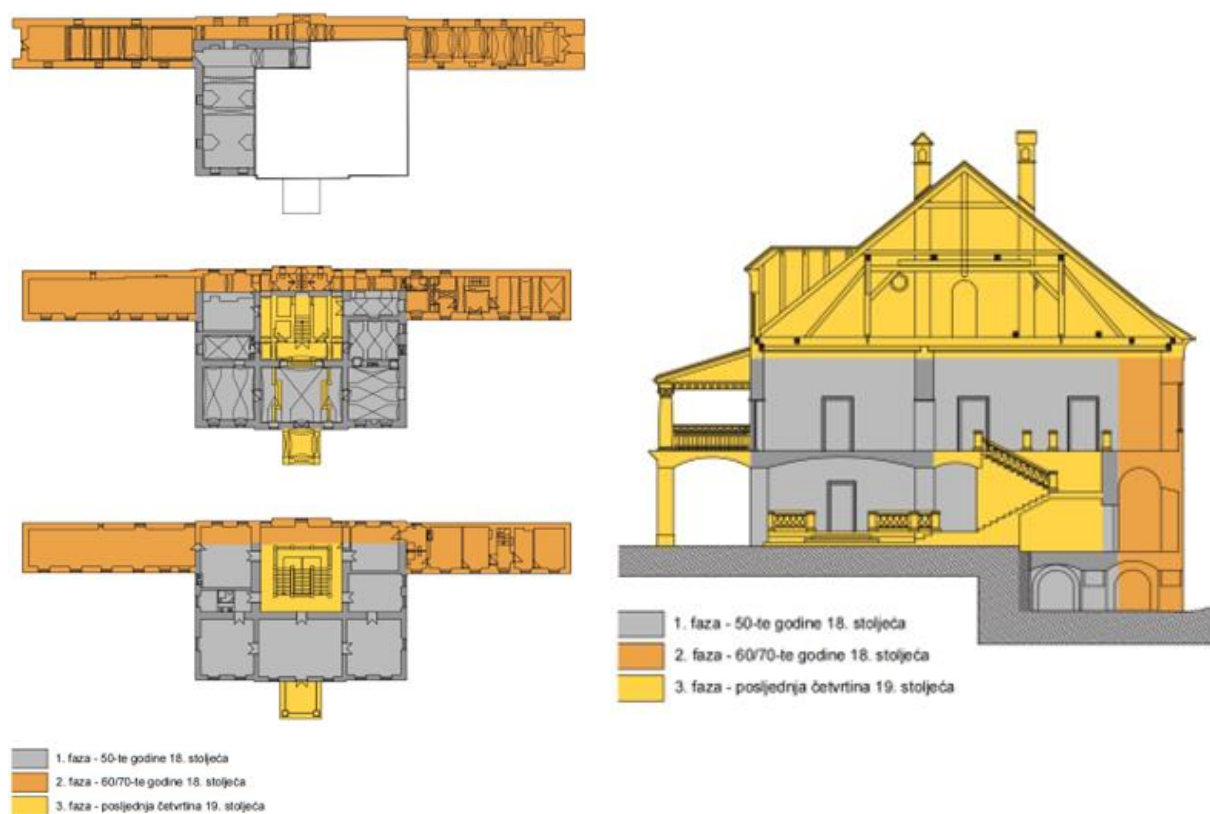 1. faza - 50-te godine 18. stoljeća
2. faza - 60/70-te godine 18. stoljeća
3. faza - posljednja četvrtina 19. stoljeća
1. faza - 50-te godine 18. stoljeća
2. faza - 60/70-te godine 18. stoljeća
3. faza - posljednja četvrtina 19. stoljeća